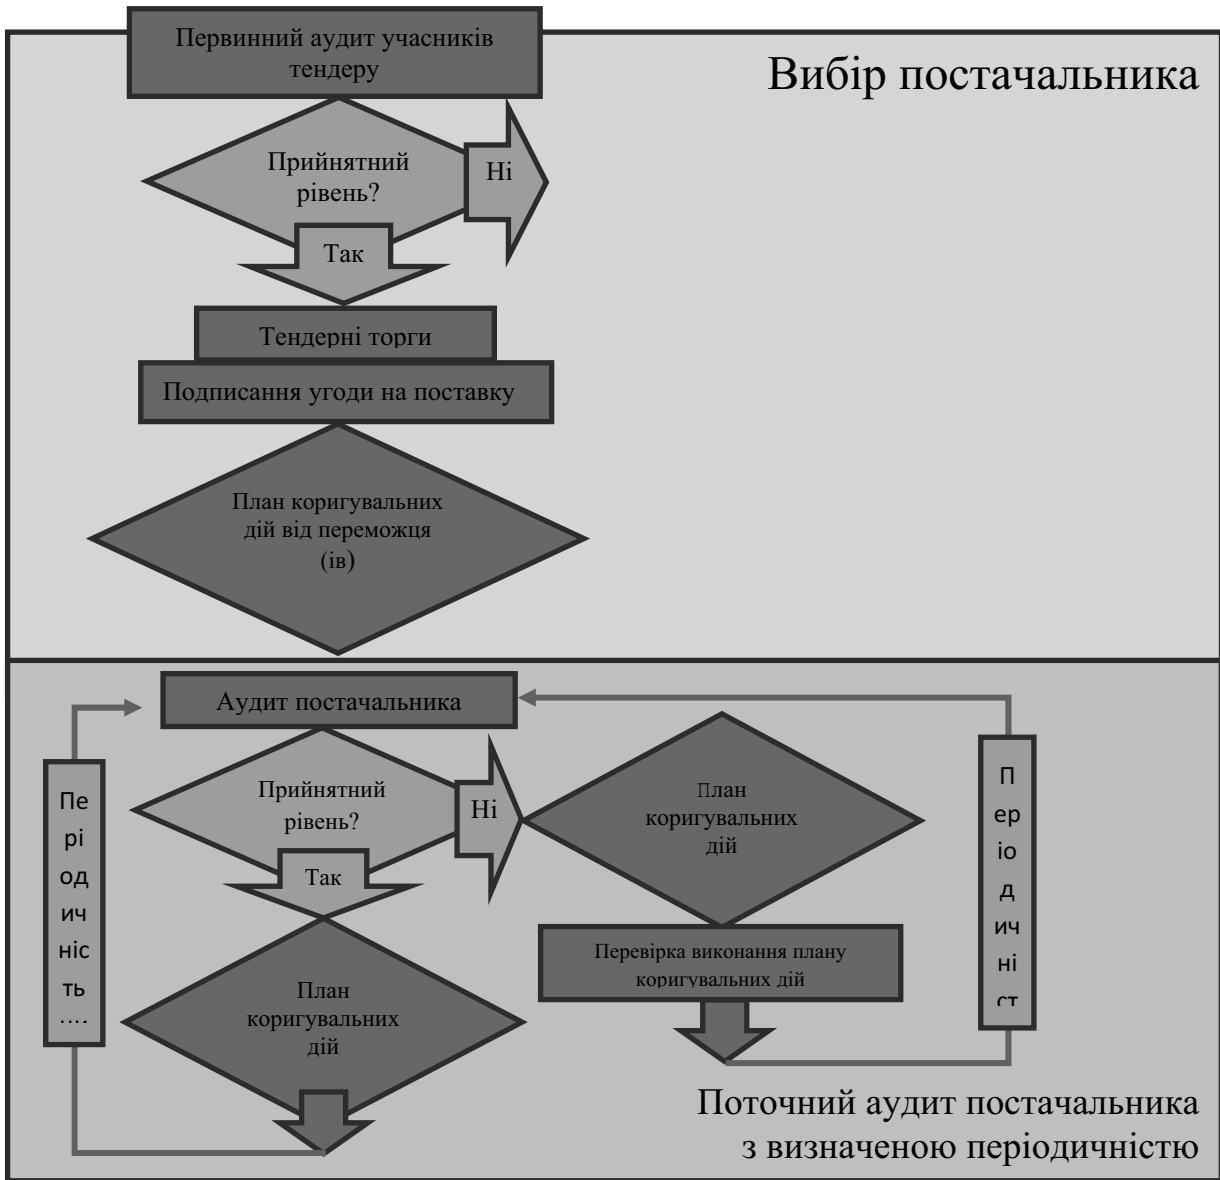 Первинний аудит учасників
тендеру
Вибір постачальника
Прийнятний
рівень?
Ні
Так
Тендерні торги
Подписання угоди на поставку
План коригувальних
дій від переможця
(ів)
Аудит постачальника
Прийнятний
рівень?
Ні
Так
План
коригувальних
дій
План
коригувальних
дій
Перевірка виконання плану
коригувальних дій
Пе
рі
од
ич
ніс
ть
П
ер
іо
д
ич
ні
ст
Поточний аудит постачальника
з визначеною періодичністю